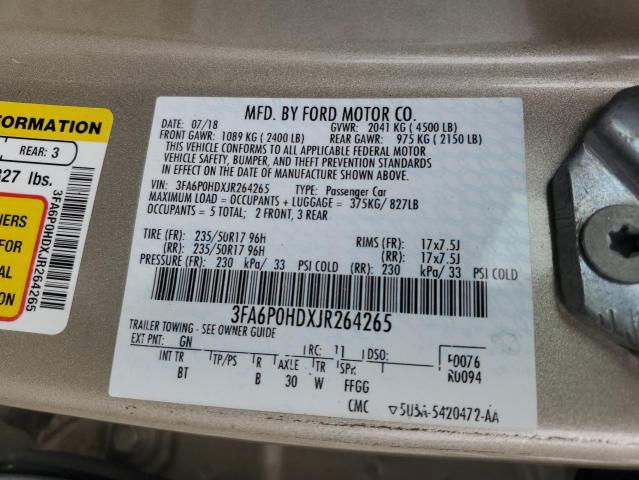 FORMATION
REAR: 3
827 lbs.
IERS
FOR
AL
N
3FA6P0HDXJR264265
MFD. BY FORD MOTOR CO.
DATE: 07/18 GVWR: 2041 KG ( 4500 LB)
FRONT GAWR: 1089 KG ( 2400 LB) REAR GAWR: 975 KG ( 2150 LB)
THIS VEHICLE CONFORMS TO ALL APPLICABLE FEDERAL MOTOR
VEHICLE SAFETY, BUMPER, AND THEFT PREVENTION STANDARDS
IN EFFECT ON THE DATE OF MANUFACTURE SHOWN ABOVE.
VIN: 3FA6P0HDXJR264265 TYPE: Passenger Car
MAXIMUM LOAD = OCCUPANTS + LUGGAGE = 375KG/ 827LB
OCCUPANTS = 5 TOTAL; 2 FRONT, 3 REAR
TIRE (FR): 235/50R17 96H RIMS (FR): 17x7.5J
(RR): 235/50R17 96H (RR): 17x7.5J
PRESSURE (FR): 230 kPa/ 33 PSI COLD (RR): 230 kPa/ 33 PSI COLD
3FA6P0HDXJR264265
TRAILER TOWING - SEE OWNER GUIDE
EXT PNT: GN RC: 11 DSO: F0076
INT TR TP/PS R AXLE TR SPR R0094
BT B 30 W FFGG
CMC ▽5U5A-5420472-AA